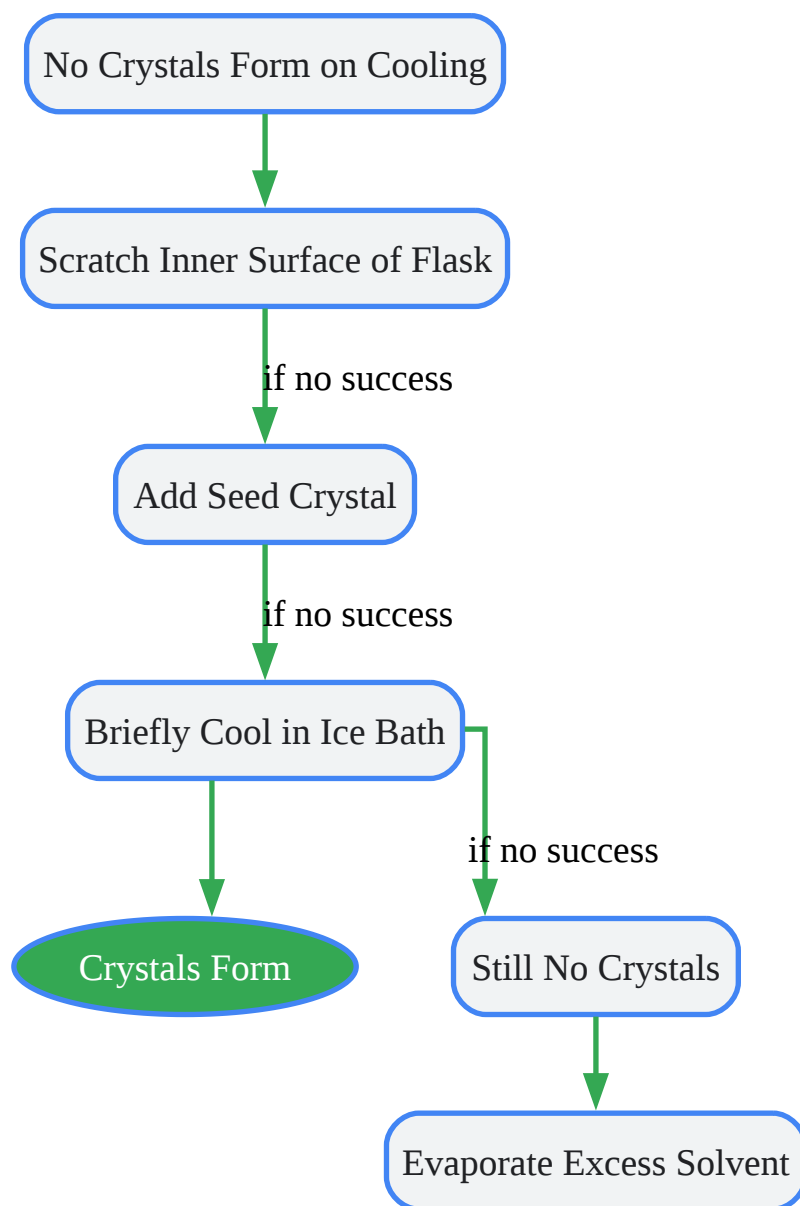 No Crystals Form on Cooling
Scratch Inner Surface of Flask
if no success
Add Seed Crystal
if no success
Briefly Cool in Ice Bath
if no success
Crystals Form
Still No Crystals
Evaporate Excess Solvent